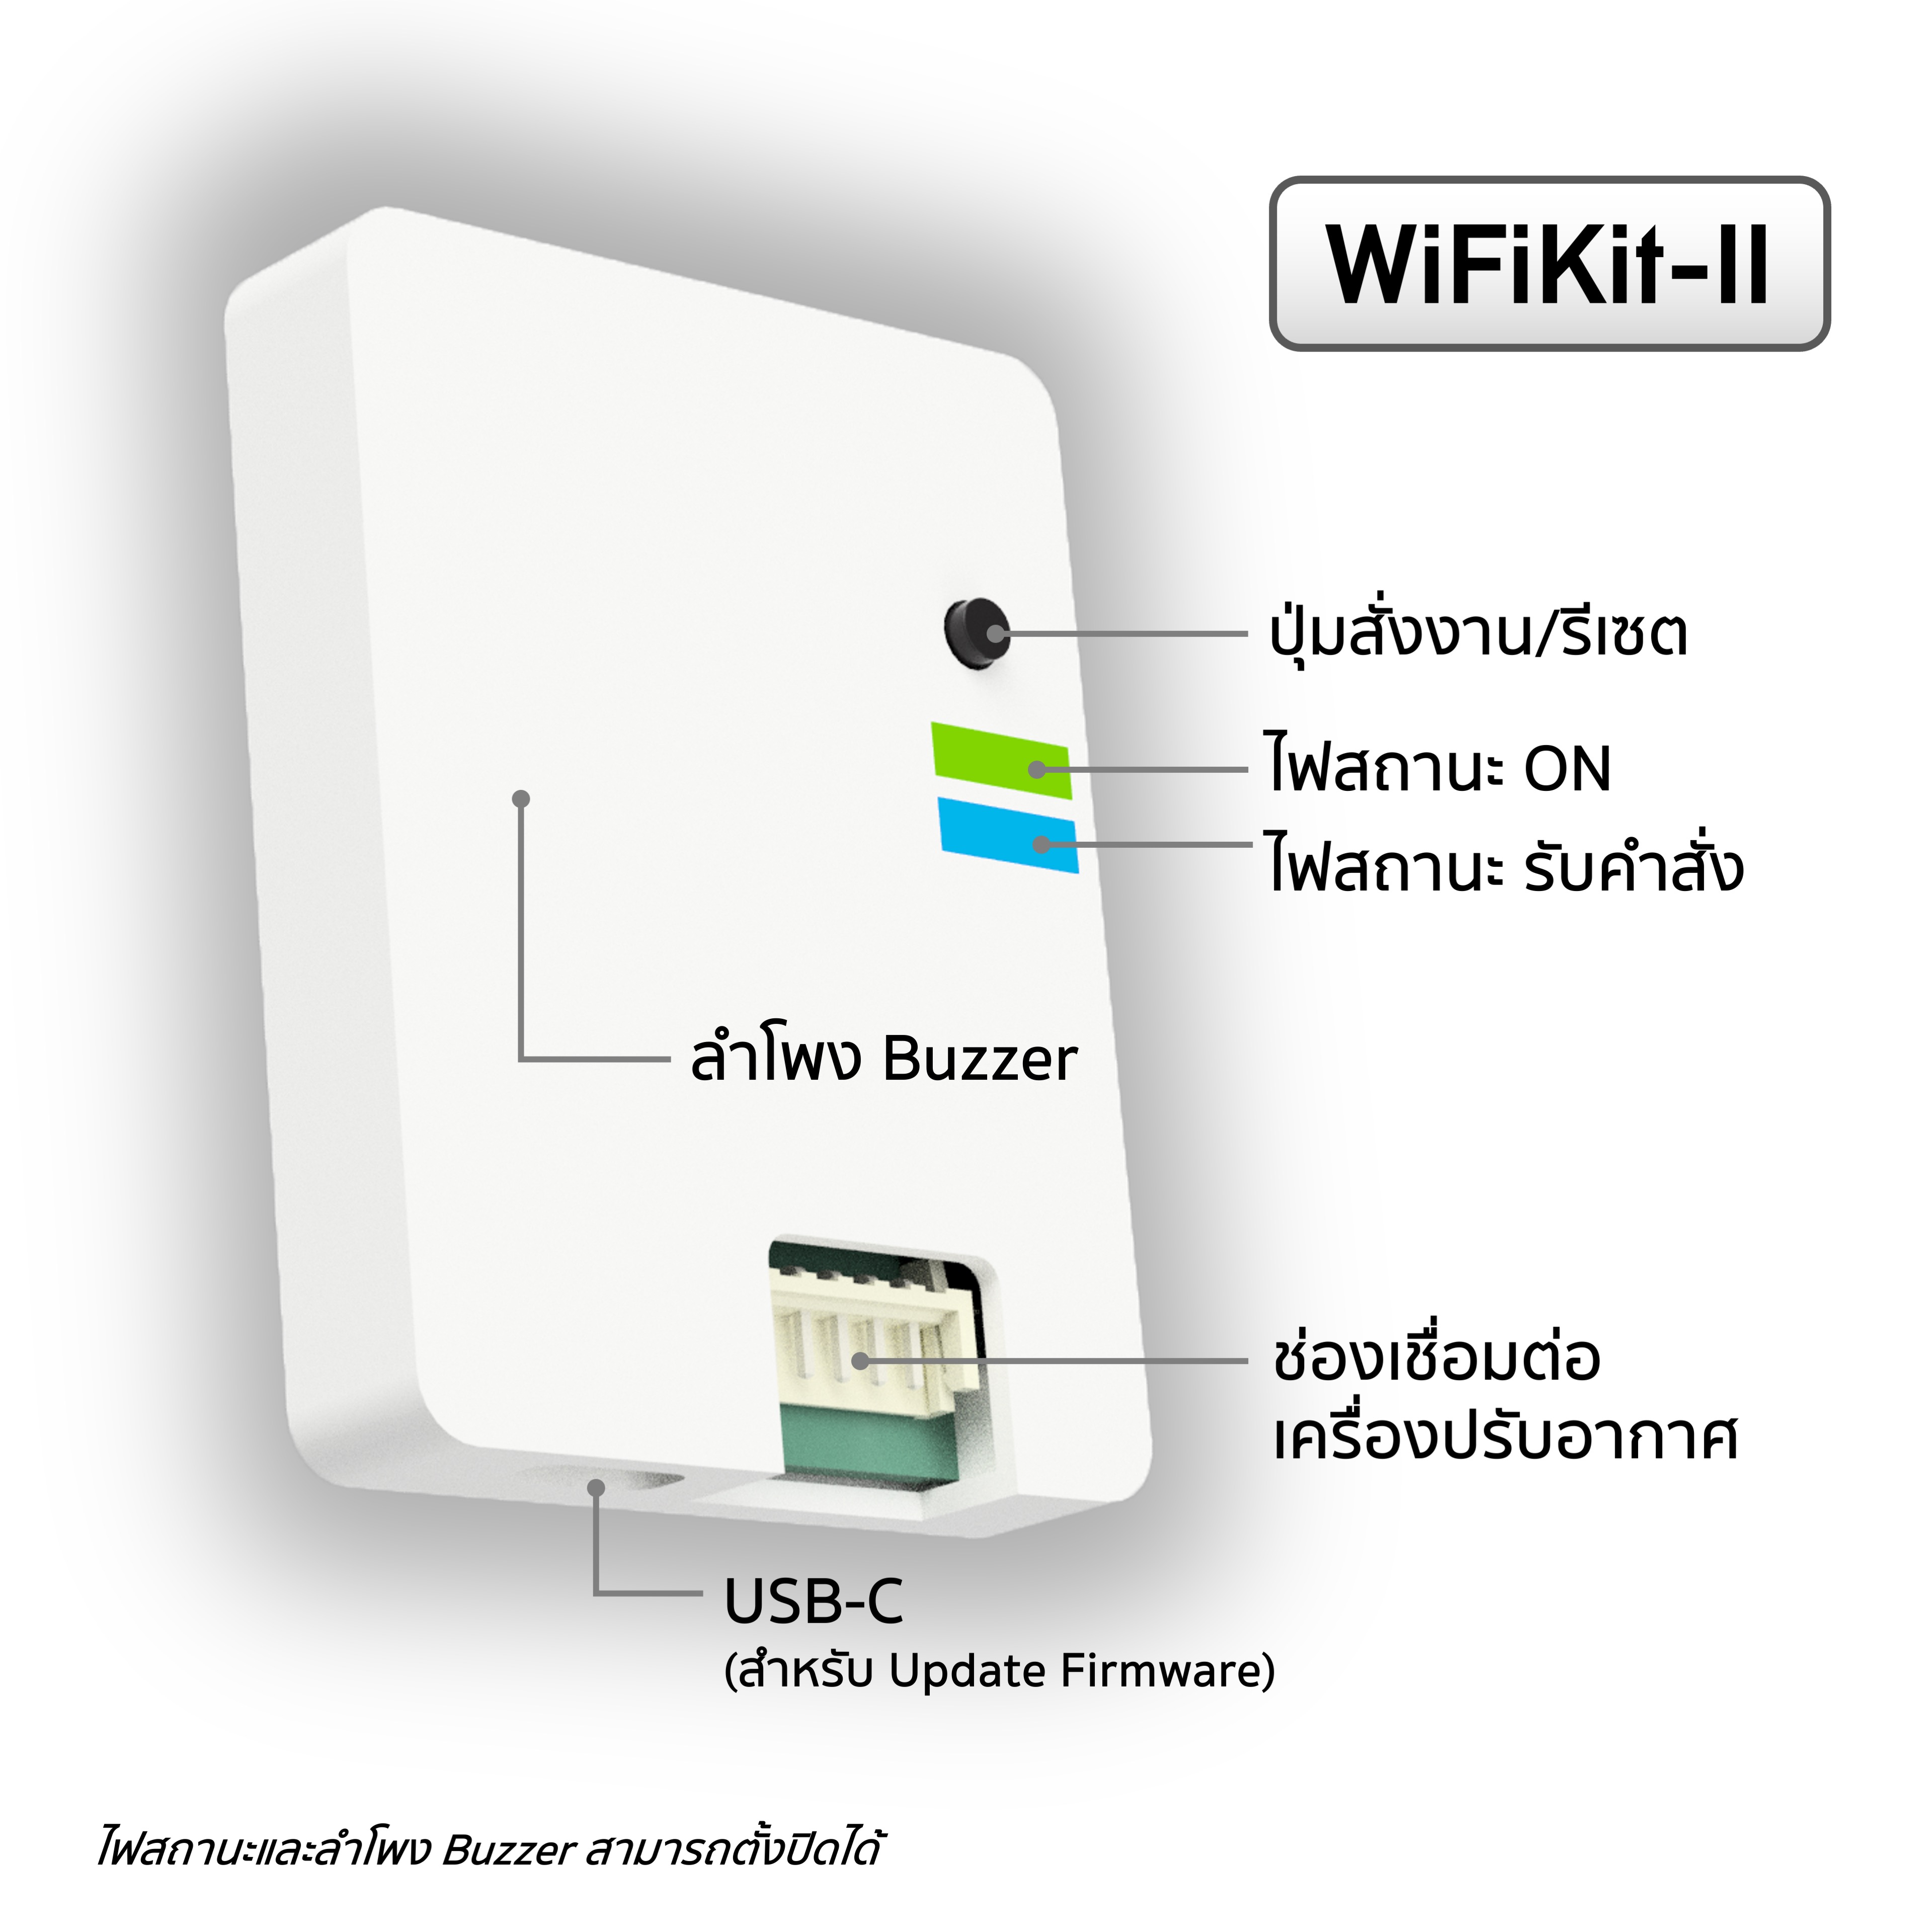 WiFiKit-II
ปุ่มสั่งงาน/รีเซต
ไฟสถานะ ON
ไฟสถานะ รับคำสั่ง
ลำโพง Buzzer
ช่องเชื่อมต่อ
เครื่องปรับอากาศ
USB-C
(สำหรับ Update Firmware)
ไฟสถานะและลำโพง Buzzer สามารถตั้งปิดได้